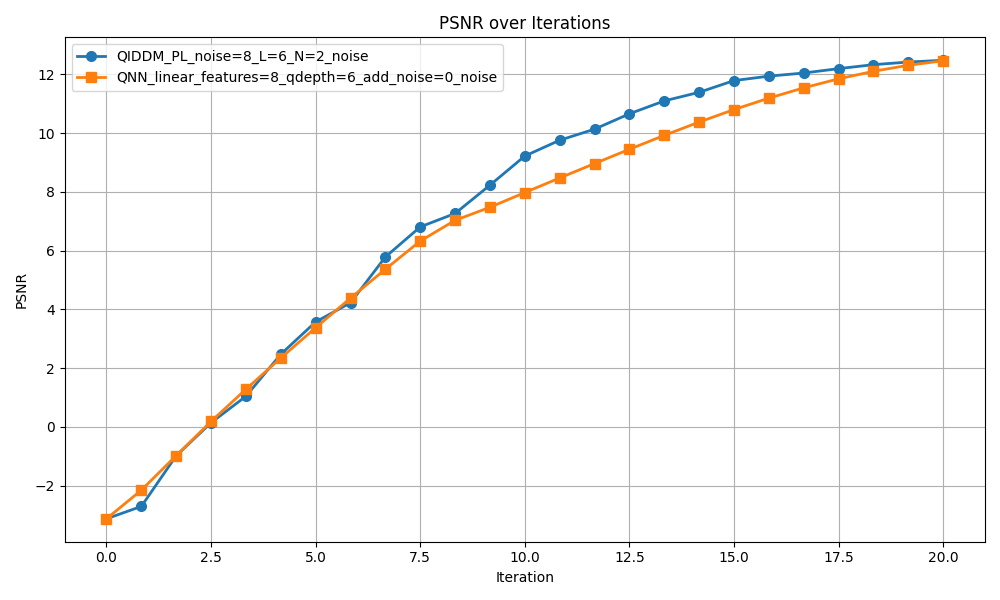 PSNR over Iterations
QIDDM_PL_noise=8_L=6_N=2_noise
QNN_linear_features=8_qdepth=6_add_noise=0_noise
12
10
8
6
4
2
0
−2
PSNR
0.0 2.5 5.0 7.5 10.0 12.5 15.0 17.5 20.0
Iteration